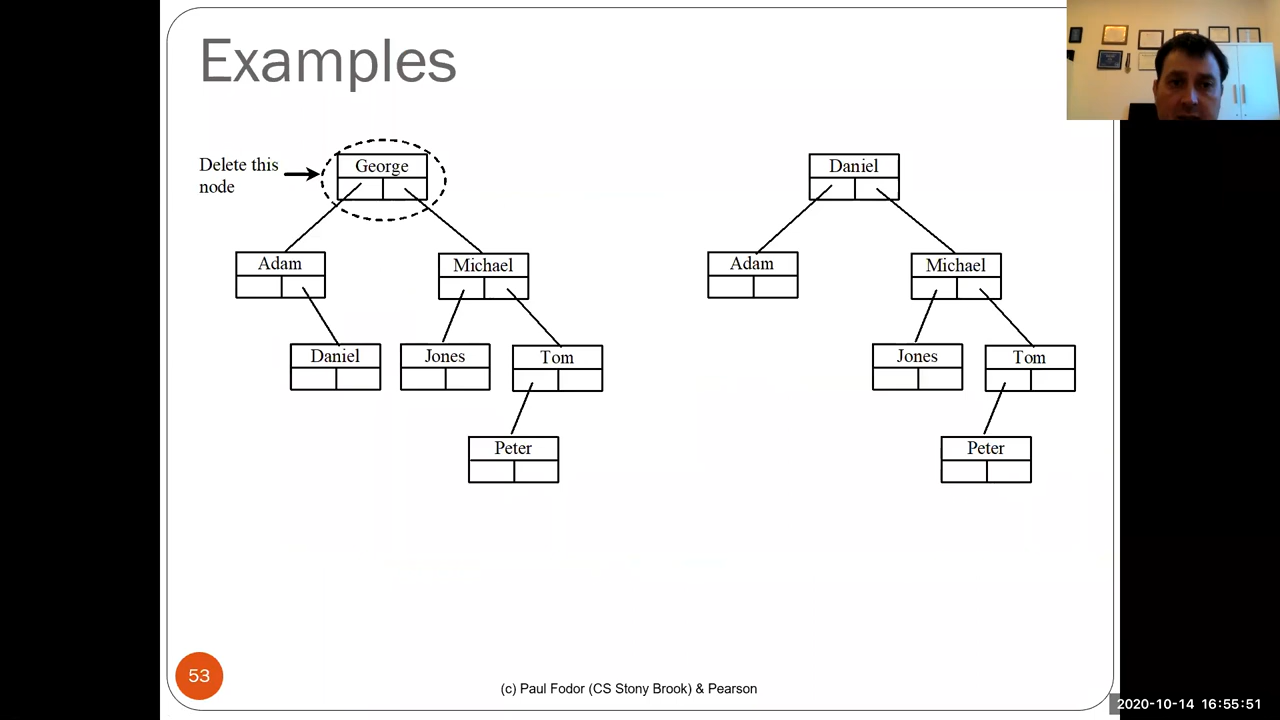 Examples
Delete this
node
George
Daniel
Adam
Michael
Adam
Michael
Daniel
Jones
Tom
Jones
Tom
Peter
Peter
53
(c) Paul Fodor (CS Stony Brook) & Pearson
2020-10-14 16:55:51